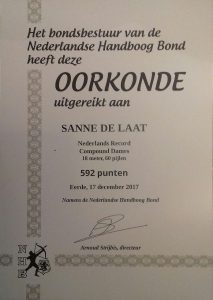 Het bondsbestuur van de
Nederlandse Handboog Bond
heeft deze
OORKONDE
uitgereikt aan
SANNE DE LAAT
Nederlands Record
Compound Dames
18 meter, 60 pijlen
592 punten
Eerde, 17 december 2017
Namens de Nederlandse Handboog Bond
Arnoud Strijbis, directeur
NHB